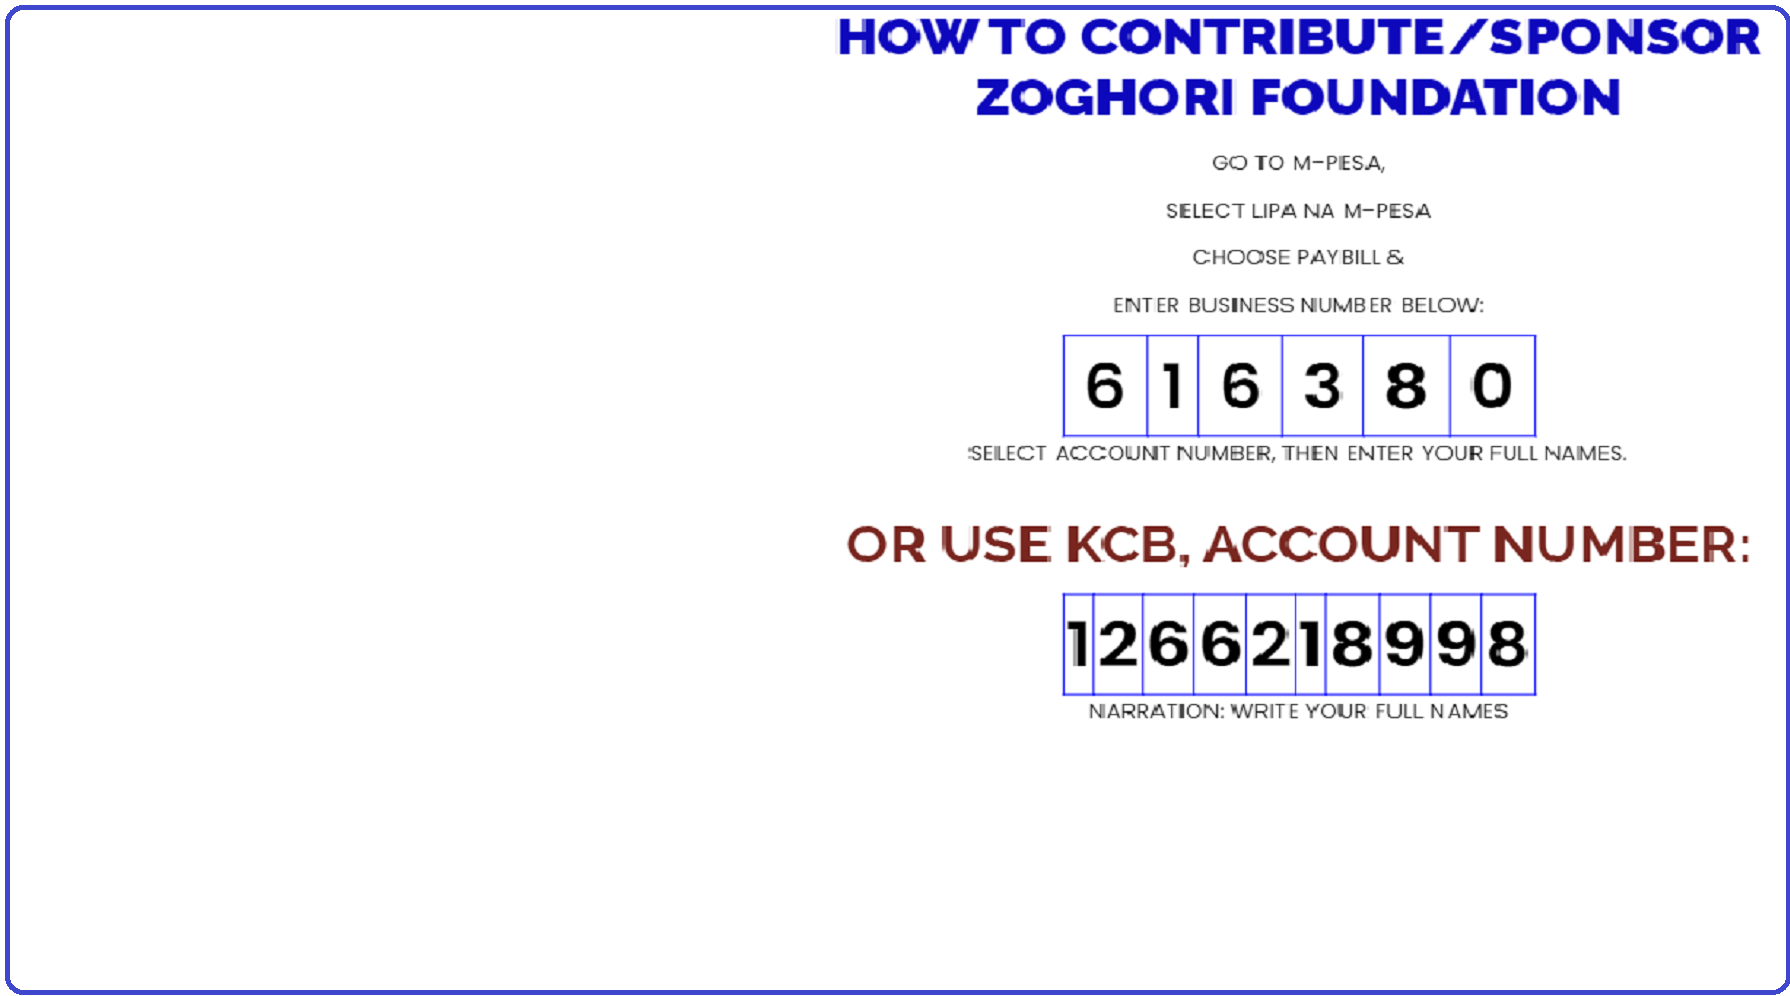 HOW TO CONTRIBUTE/SPONSOR
ZOGHORI FOUNDATION
GO TO M-PESA,
SELECT LIPA NA M-PESA
CHOOSE PAYBILL &
ENTER BUSINESS NUMBER BELOW:
6 1 6 3 8 0
SELECT ACCOUNT NUMBER, THEN ENTER YOUR FULL NAMES.
OR USE KCB, ACCOUNT NUMBER:
1 2 6 6 2 1 8 9 9 8
NARRATION: WRITE YOUR FULL NAMES